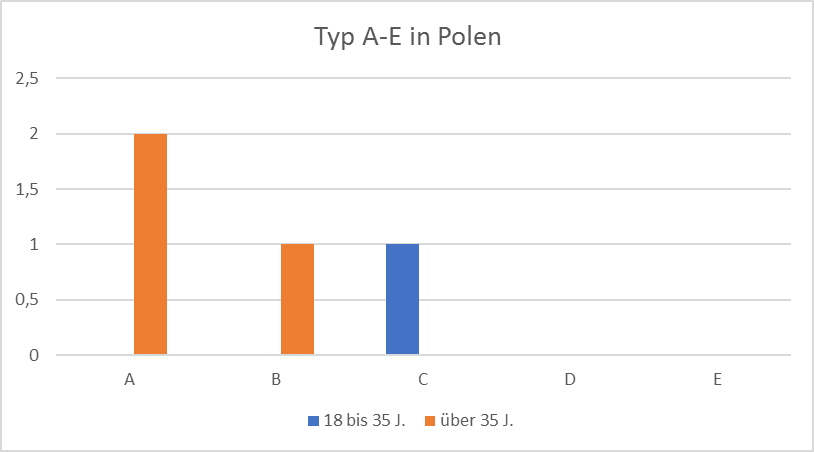 Typ A-E in Polen
2,5
2
1,5
1
0,5
0
A B C D E
18 bis 35 J. über 35 J.